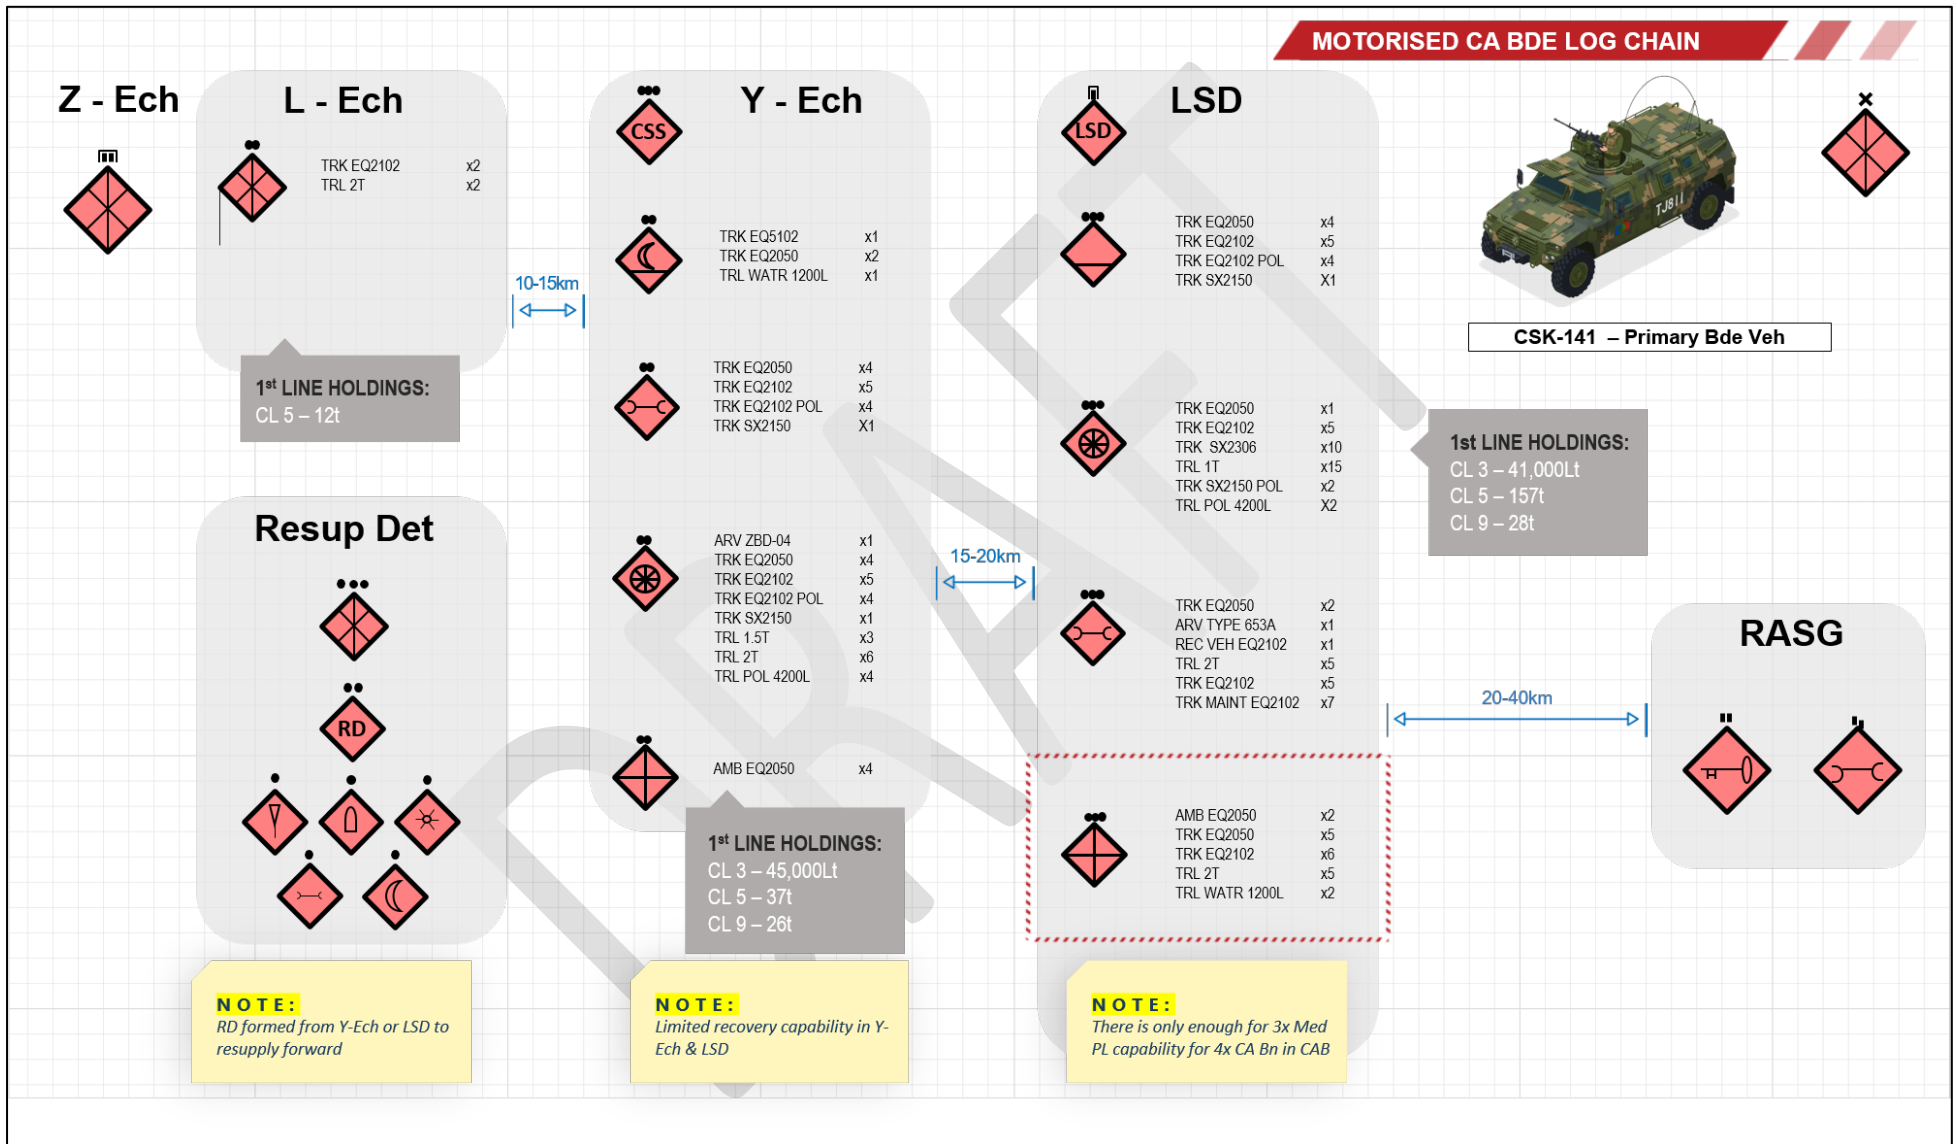 MOTORISED CA BDE LOG CHAIN
Z - Ech
L - Ech
TRK EQ2102 x2
TRL 2T x2
1st LINE HOLDINGS:
CL 5 – 12t
10-15km
Resup Det
RD
NOTE:
RD formed from Y-Ech or LSD to
resupply forward
Y - Ech
CSS
TRK EQ5102 x1
TRK EQ2050 x2
TRL WATR 1200L x1
TRK EQ2050 x4
TRK EQ2102 x5
TRK EQ2102 POL x4
TRK SX2150 X1
ARV ZBD-04 x1
TRK EQ2050 x4
TRK EQ2102 x5
TRK EQ2102 POL x4
TRK SX2150 x1
TRL 1.5T x3
TRL 2T x6
TRL POL 4200L x4
AMB EQ2050 x4
1st LINE HOLDINGS:
CL 3 – 45,000Lt
CL 5 – 37t
CL 9 – 26t
NOTE:
Limited recovery capability in Y-
Ech & LSD
15-20km
LSD
LSD
TRK EQ2050 x4
TRK EQ2102 x5
TRK EQ2102 POL x4
TRK SX2150 X1
TRK EQ2050 x1
TRK EQ2102 x5
TRK SX2306 x10
TRL 1T x15
TRK SX2150 POL x2
TRL POL 4200L X2
TRK EQ2050 x2
ARV TYPE 653A x1
REC VEH EQ2102 x1
TRL 2T x5
TRK EQ2102 x5
TRK MAINT EQ2102 x7
AMB EQ2050 x2
TRK EQ2050 x5
TRK EQ2102 x6
TRL 2T x5
TRL WATR 1200L x2
NOTE:
There is only enough for 3x Med
PL capability for 4x CA Bn in CAB
TJ811
CSK-141 – Primary Bde Veh
1st LINE HOLDINGS:
CL 3 – 41,000Lt
CL 5 – 157t
CL 9 – 28t
20-40km
RASG
DRAFT